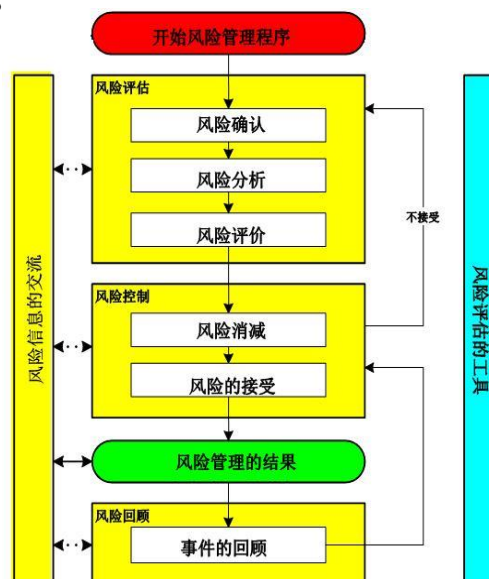 开始风险管理程序
风险评估
风险确认
风险分析
风险评价
不接受
风险信息的交流
风险评估的工具
风险控制
风险消减
风险的接受
风险管理的结果
风险回顾
事件的回顾